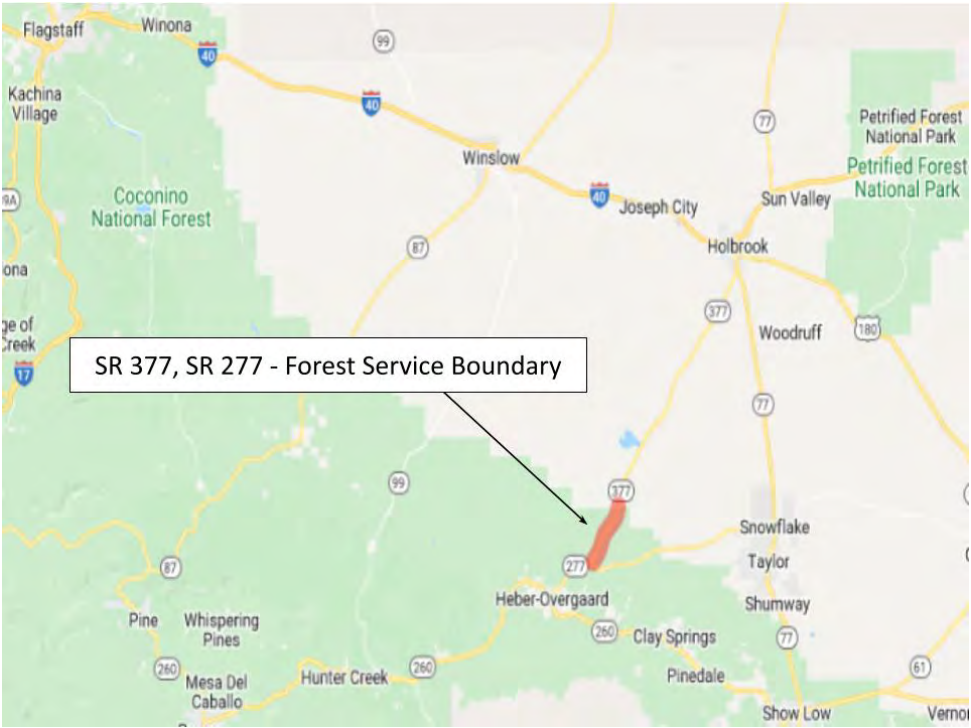 Flagstaff
Winona
99
40
Kachina
Village
40
77
Petrified Forest
National Park
Winslow
Petrified Forest
National Park
Coconino
National Forest
40
Joseph City
Sun Valley
87
Holbrook
ona
377
Woodruff
180
ge of
Creek
17
SR 377, SR 277 - Forest Service Boundary
77
99
377
Snowflake
277
Taylor
87
Heber-Overgaard
Shumway
Pine
Whispering
Pines
260
Clay Springs
77
260
Mesa Del
Caballo
Hunter Creek
260
Pinedale
61
Show Low
Vernor